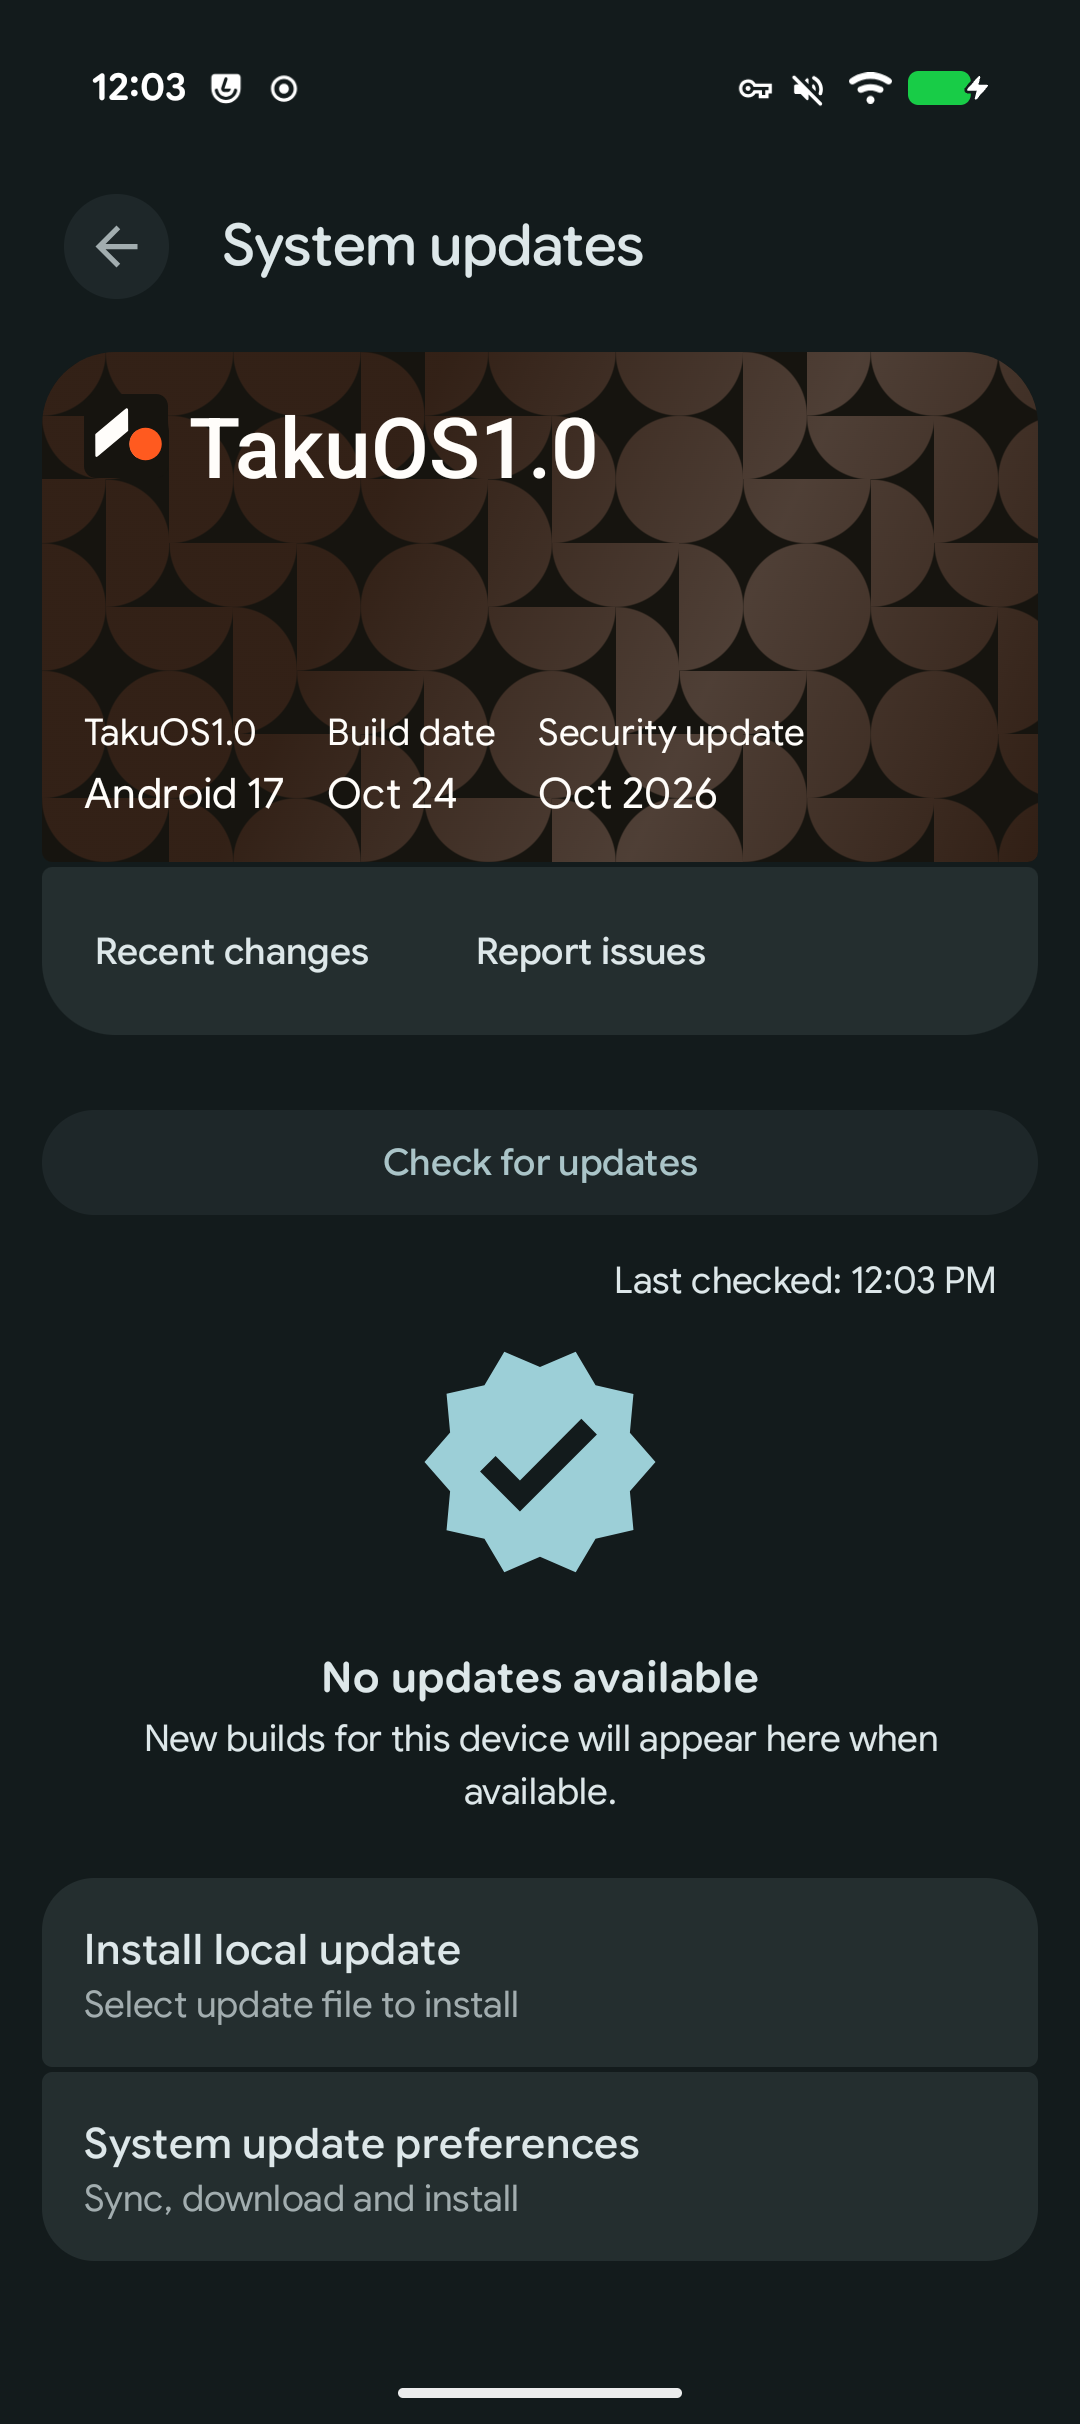 12:03
System updates
TakuOS1.0
TakuOS1.0 Build date Security update
Android 17 Oct 24 Oct 2026
Recent changes Report issues
Check for updates
Last checked: 12:03 PM
No updates available
New builds for this device will appear here when
available.
Install local update
Select update file to install
System update preferences
Sync, download and install